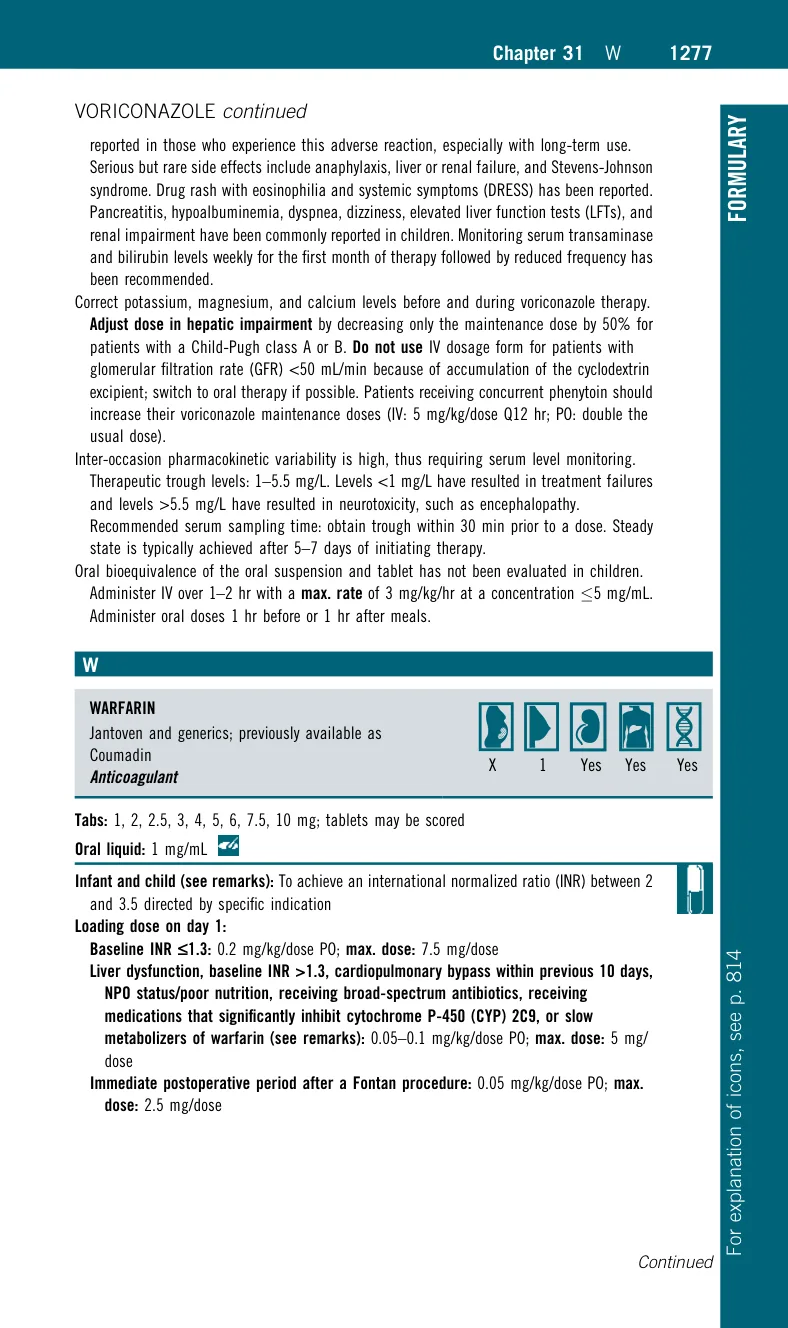 Chapter 31 W 1277
VORICONAZOLE continued
reported in those who experience this adverse reaction, especially with long-term use.
Serious but rare side effects include anaphylaxis, liver or renal failure, and Stevens-Johnson
syndrome. Drug rash with eosinophilia and systemic symptoms (DRESS) has been reported.
Pancreatitis, hypoalbuminemia, dyspnea, dizziness, elevated liver function tests (LFTs), and
renal impairment have been commonly reported in children. Monitoring serum transaminase
and bilirubin levels weekly for the first month of therapy followed by reduced frequency has
been recommended.
Correct potassium, magnesium, and calcium levels before and during voriconazole therapy.
Adjust dose in hepatic impairment by decreasing only the maintenance dose by 50% for
patients with a Child-Pugh class A or B. Do not use IV dosage form for patients with
glomerular filtration rate (GFR) <50 mL/min because of accumulation of the cyclodextrin
excipient; switch to oral therapy if possible. Patients receiving concurrent phenytoin should
increase their voriconazole maintenance doses (IV: 5 mg/kg/dose Q12 hr; PO: double the
usual dose).
Inter-occasion pharmacokinetic variability is high, thus requiring serum level monitoring.
Therapeutic trough levels: 1–5.5 mg/L. Levels <1 mg/L have resulted in treatment failures
and levels >5.5 mg/L have resulted in neurotoxicity, such as encephalopathy.
Recommended serum sampling time: obtain trough within 30 min prior to a dose. Steady
state is typically achieved after 5–7 days of initiating therapy.
Oral bioequivalence of the oral suspension and tablet has not been evaluated in children.
Administer IV over 1–2 hr with a max. rate of 3 mg/kg/hr at a concentration ≤5 mg/mL.
Administer oral doses 1 hr before or 1 hr after meals.
W
WARFARIN
Jantoven and generics; previously available as
Coumadin
Anticoagulant
X 1 Yes Yes Yes
Tabs: 1, 2, 2.5, 3, 4, 5, 6, 7.5, 10 mg; tablets may be scored
Oral liquid: 1 mg/mL
Infant and child (see remarks): To achieve an international normalized ratio (INR) between 2
and 3.5 directed by specific indication
Loading dose on day 1:
Baseline INR ≤1.3: 0.2 mg/kg/dose PO; max. dose: 7.5 mg/dose
Liver dysfunction, baseline INR >1.3, cardiopulmonary bypass within previous 10 days,
NPO status/poor nutrition, receiving broad-spectrum antibiotics, receiving
medications that significantly inhibit cytochrome P-450 (CYP) 2C9, or slow
metabolizers of warfarin (see remarks): 0.05–0.1 mg/kg/dose PO; max. dose: 5 mg/
dose
Immediate postoperative period after a Fontan procedure: 0.05 mg/kg/dose PO; max.
dose: 2.5 mg/dose
Continued
FORMULARY
For explanation of icons, see p. 814